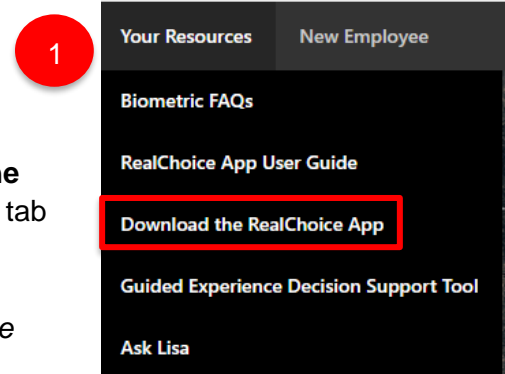 1
Your Resources New Employee
Biometric FAQs
RealChoice App User Guide
tab
Download the RealChoice App
Guided Experience Decision Support Tool
Ask Lisa